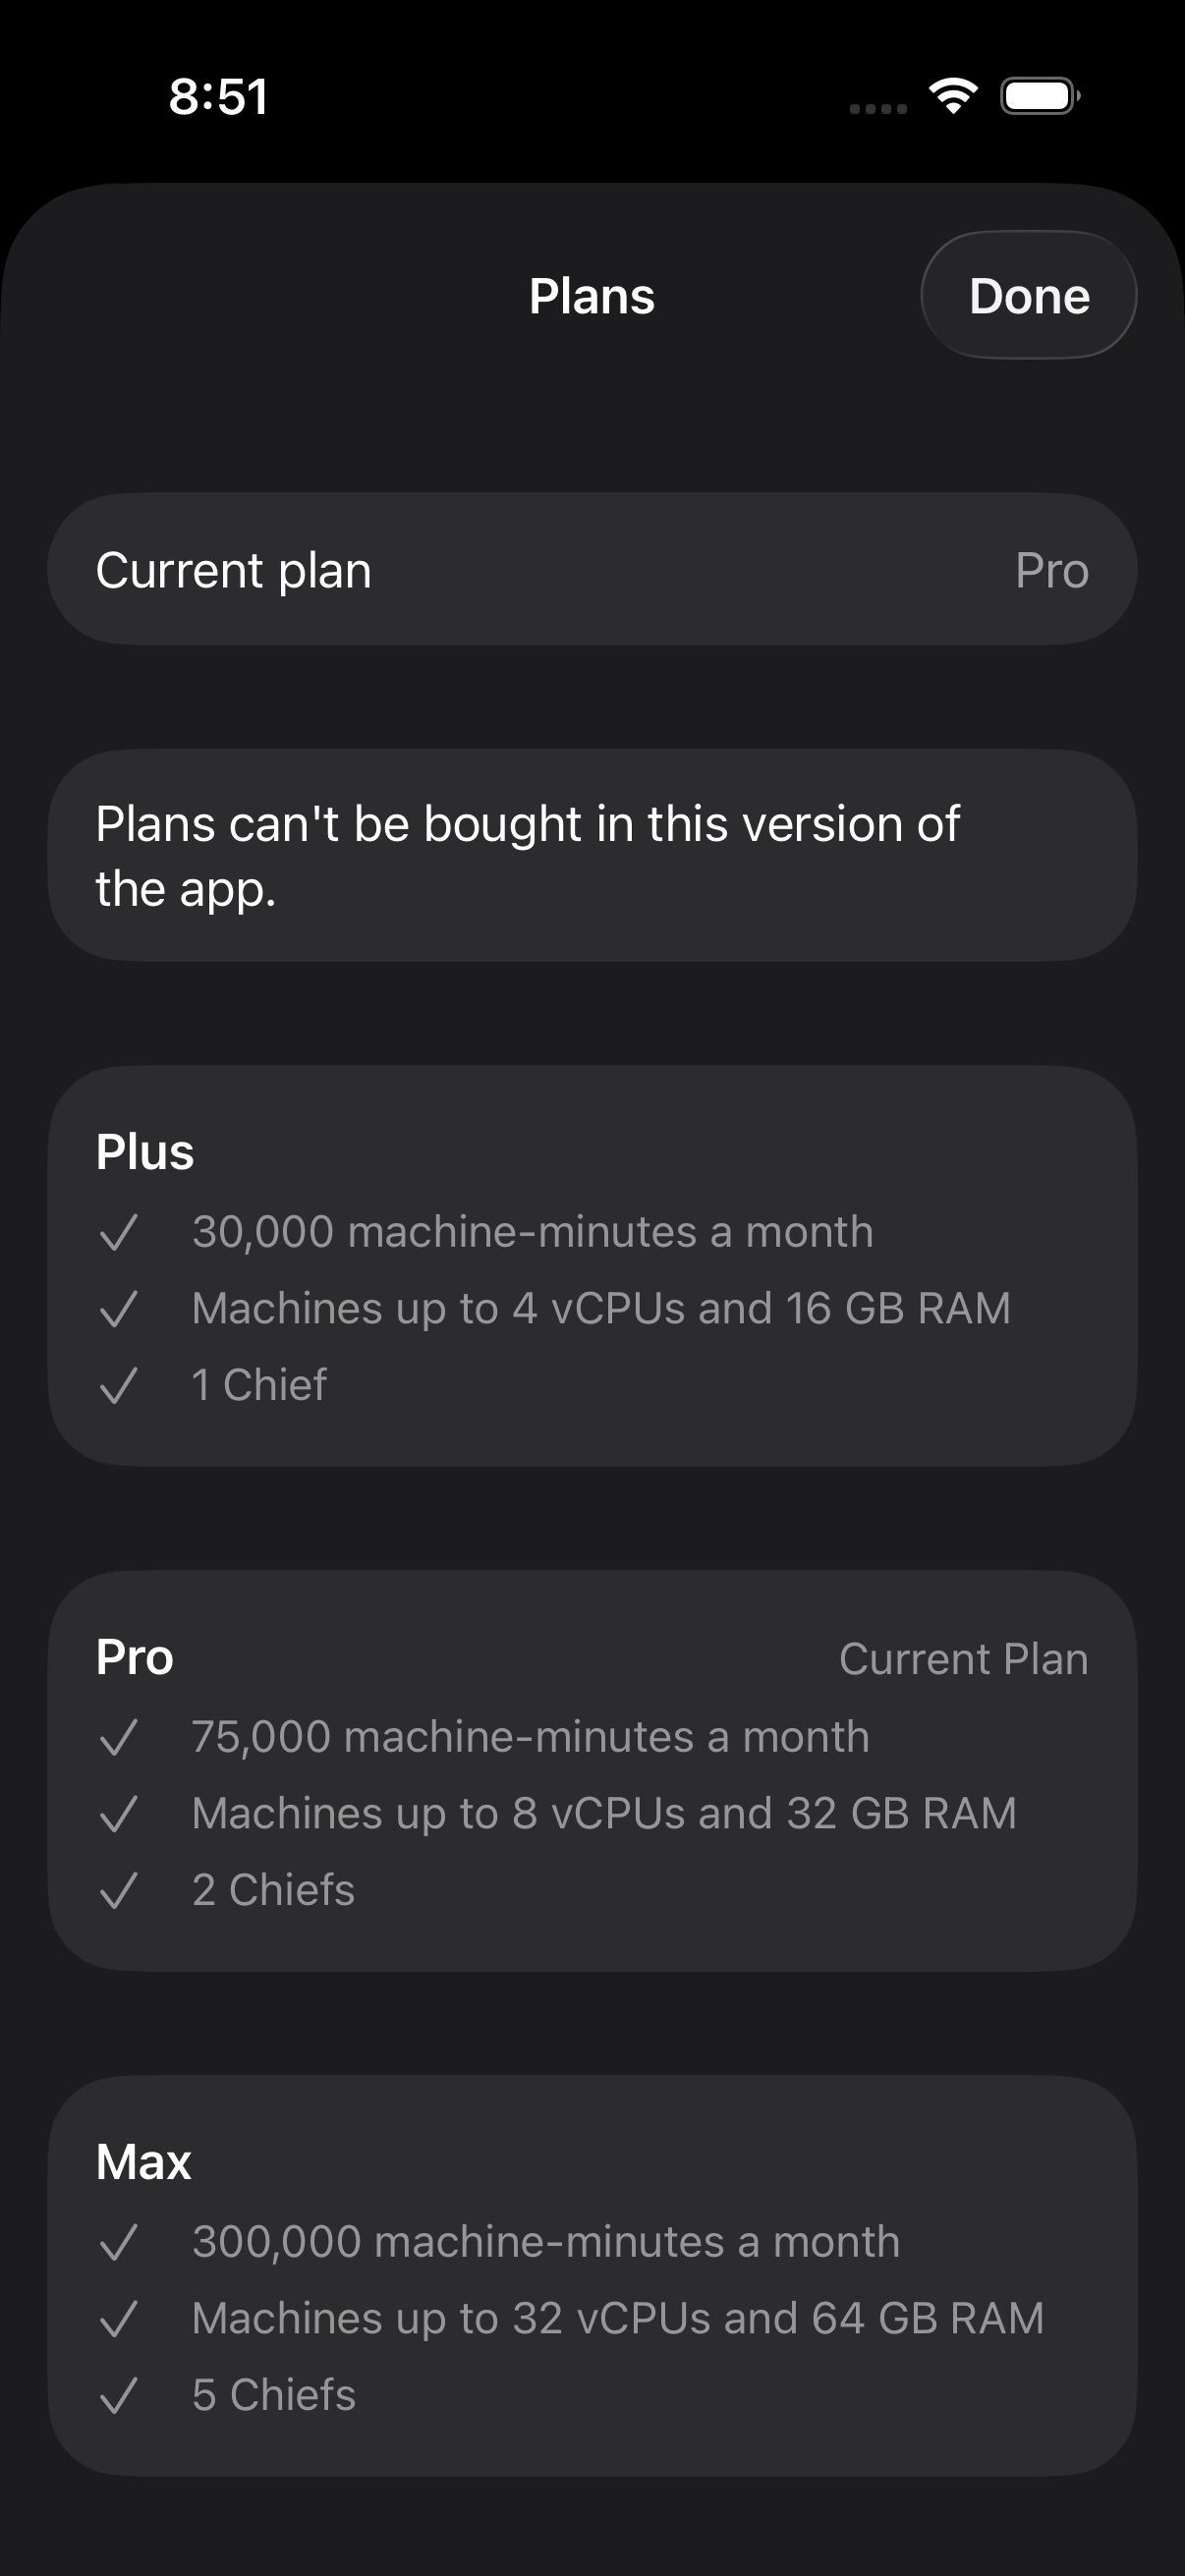 8:51
Plans
Done
Current plan
Pro
Plans can't be bought in this version of
the app.
Plus
30,000 machine-minutes a month
Machines up to 4 vCPUs and 16 GB RAM
1 Chief
Pro
Current Plan
75,000 machine-minutes a month
Machines up to 8 vCPUs and 32 GB RAM
2 Chiefs
Max
300,000 machine-minutes a month
Machines up to 32 vCPUs and 64 GB RAM
5 Chiefs